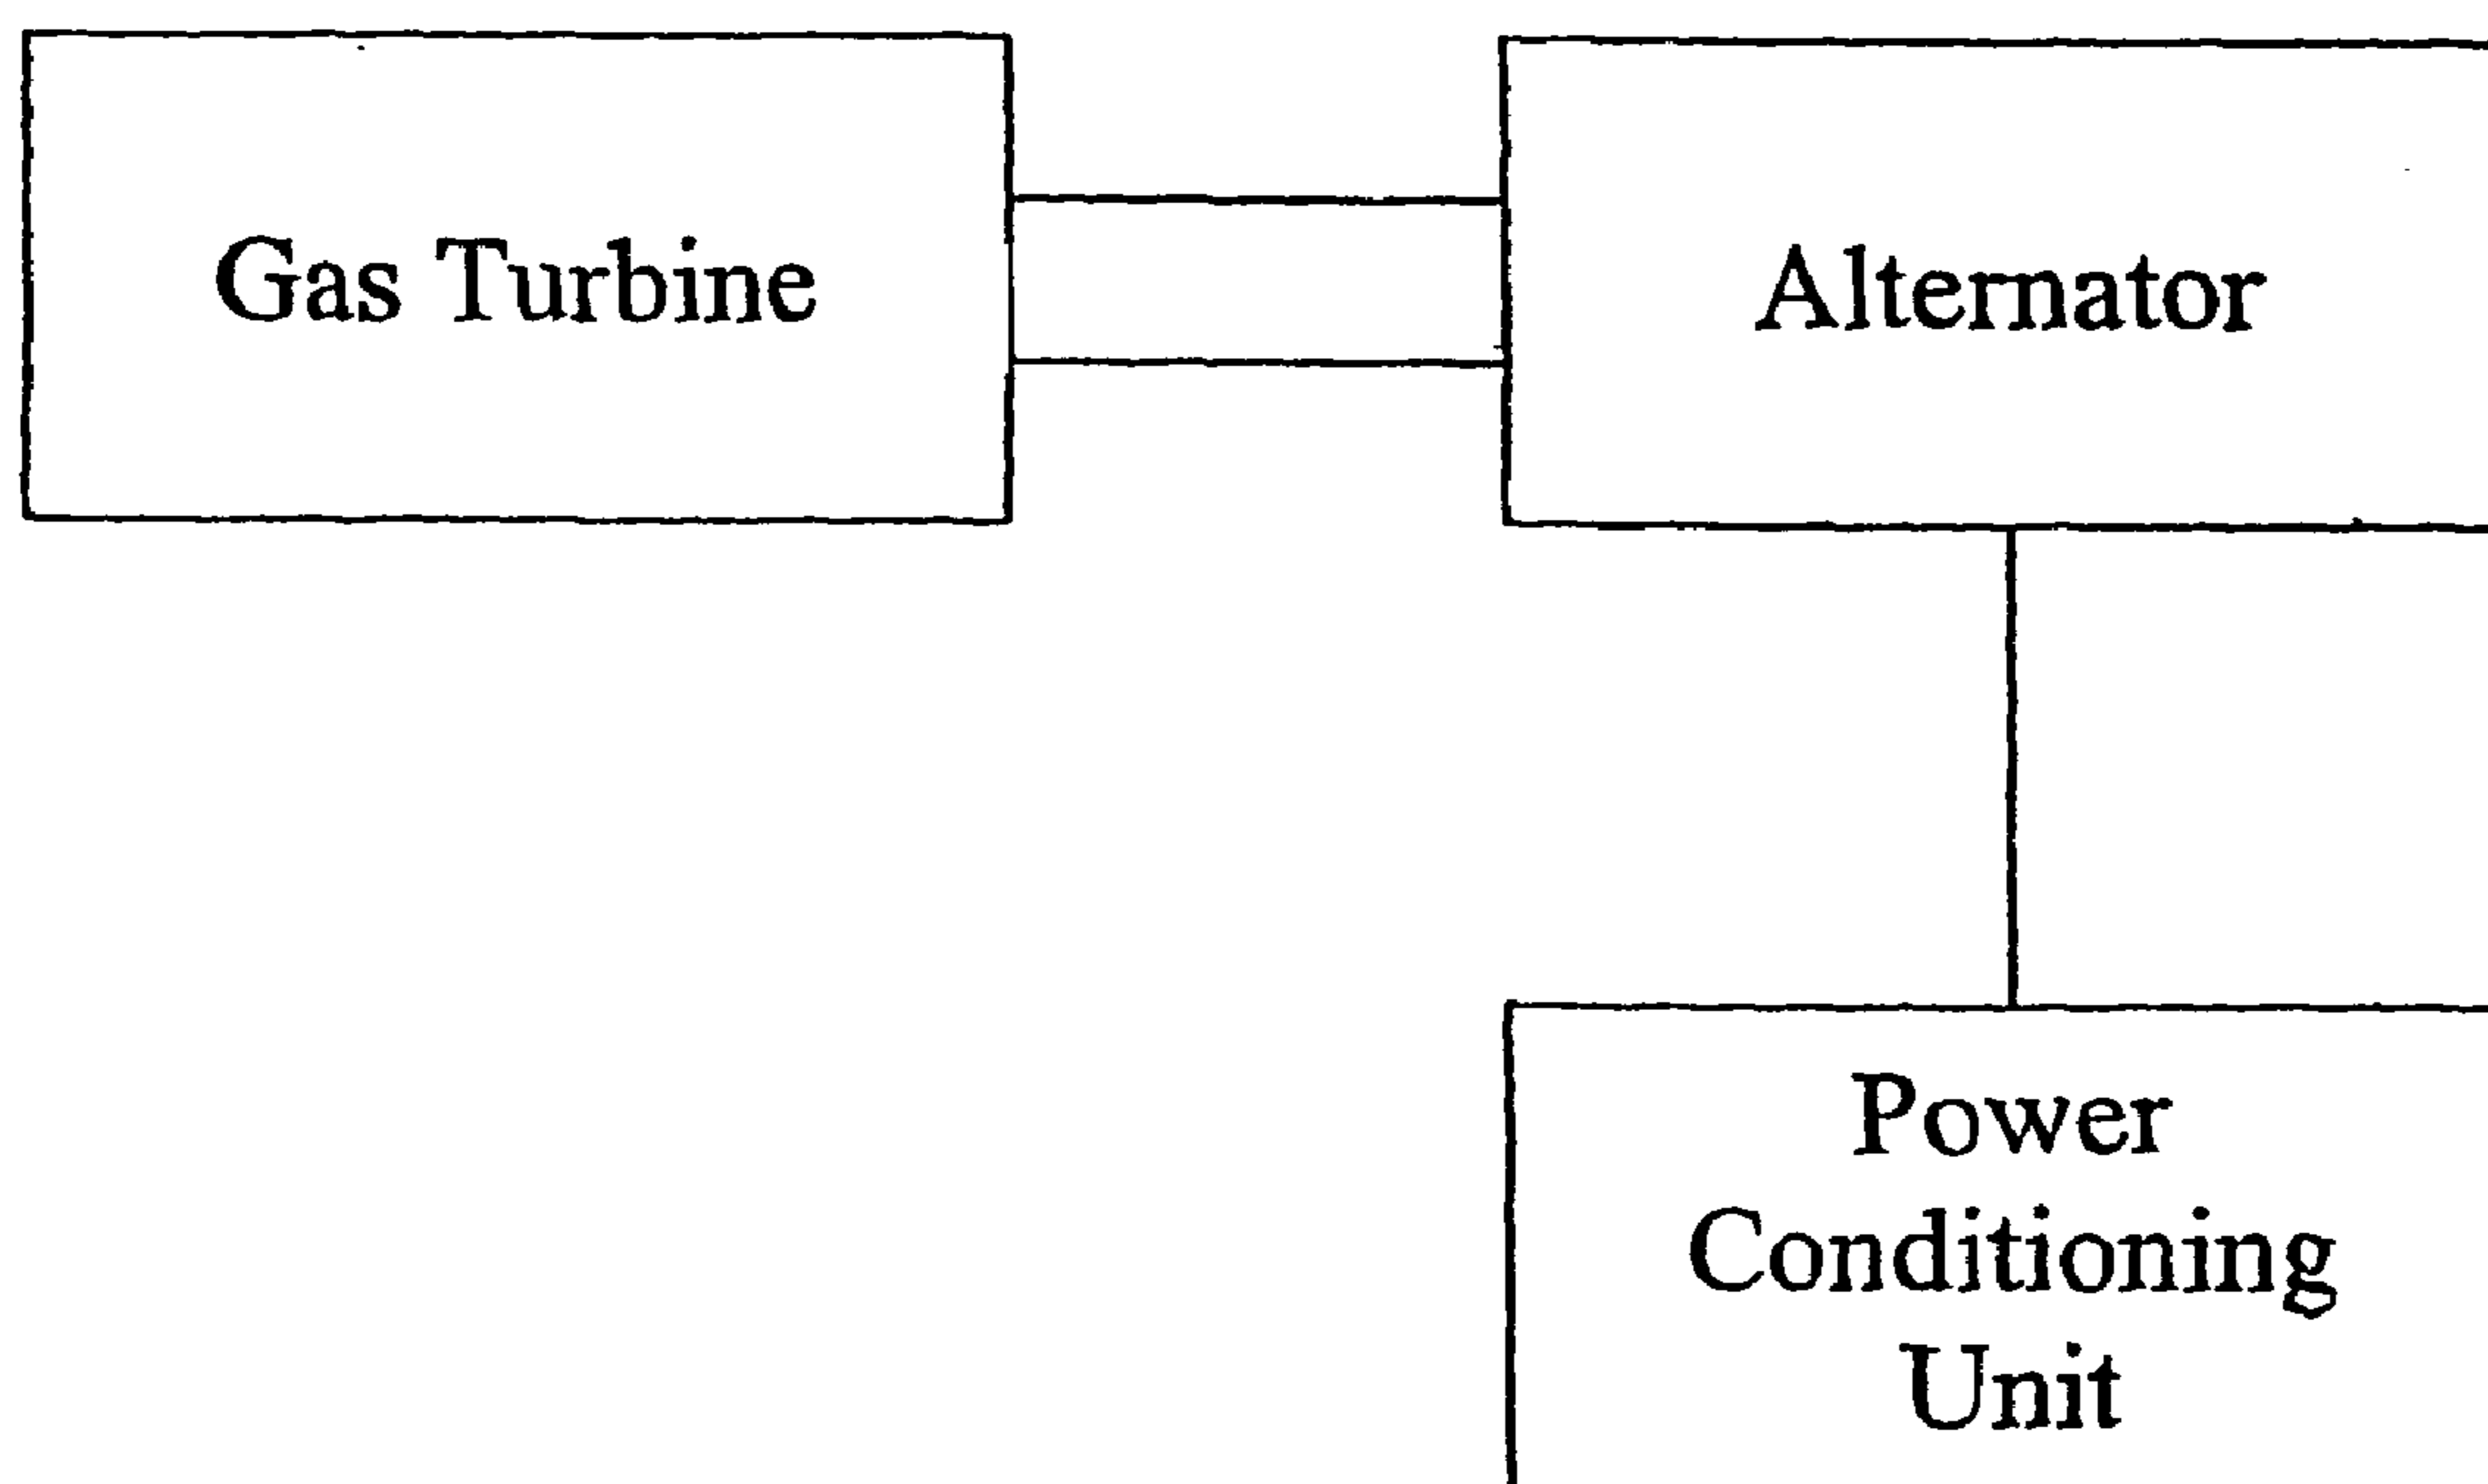 Gas Turbine
Alternator
Power
Conditioning
Unit